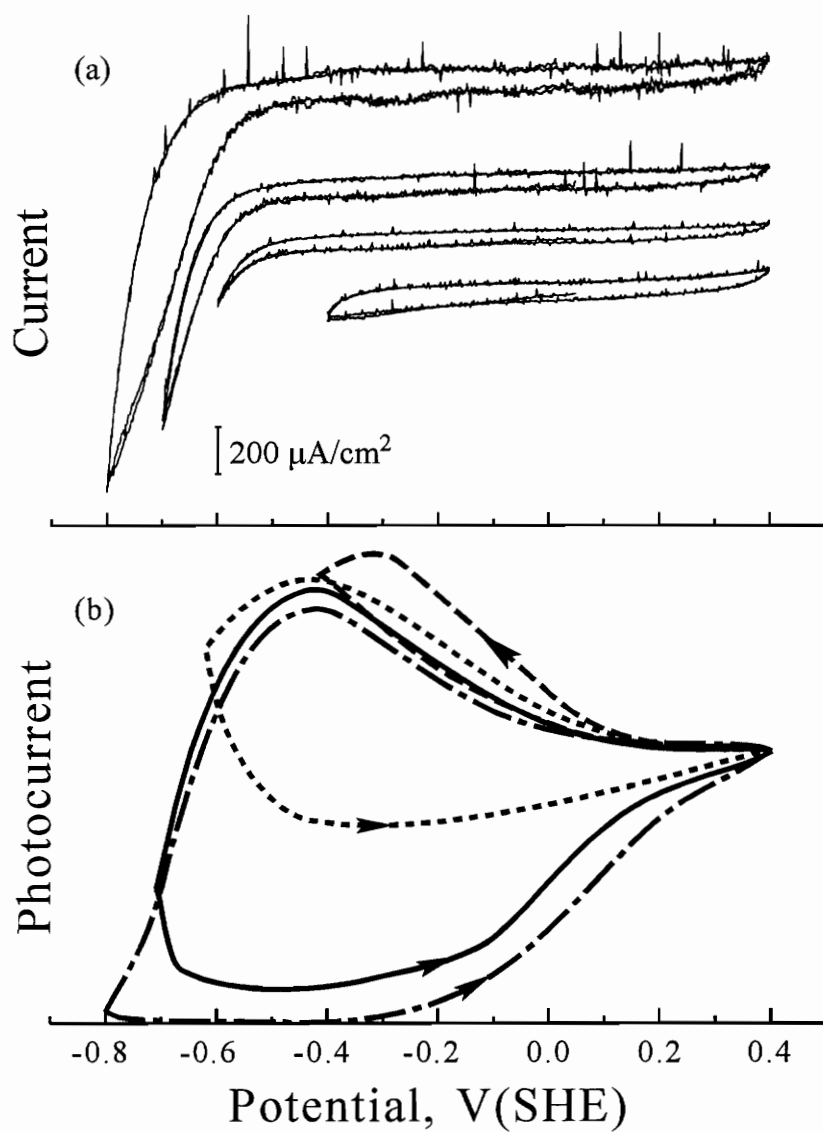 (a)
Current
200 μA/cm²
(b)
Photocurrent
-0.8 -0.6 -0.4 -0.2 0.0 0.2 0.4
Potential, V(SHE)